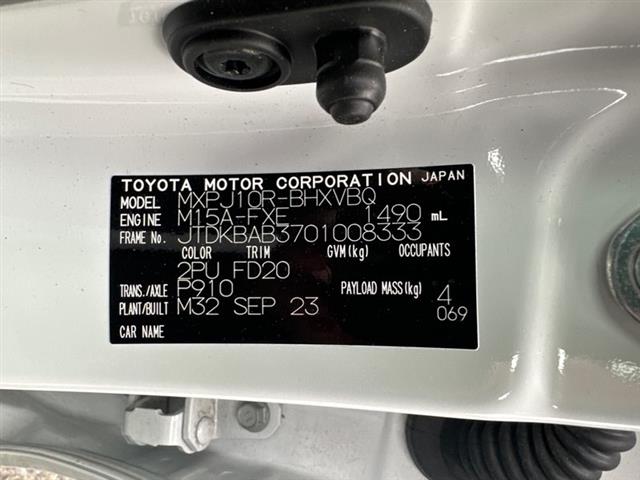 TOYOTA MOTOR CORPORATION JAPAN
MODEL MXPJ10R-BHXVBQ
ENGINE M15A-FXE 1490 mL
FRAME No. JTDKBAB3701008333
COLOR TRIM GVM(kg) OCCUPANTS
2PU FD20
TRANS./AXLE P910 PAYLOAD MASS(kg) 4
PLANT/BUILT M32 SEP 23 069
CAR NAME